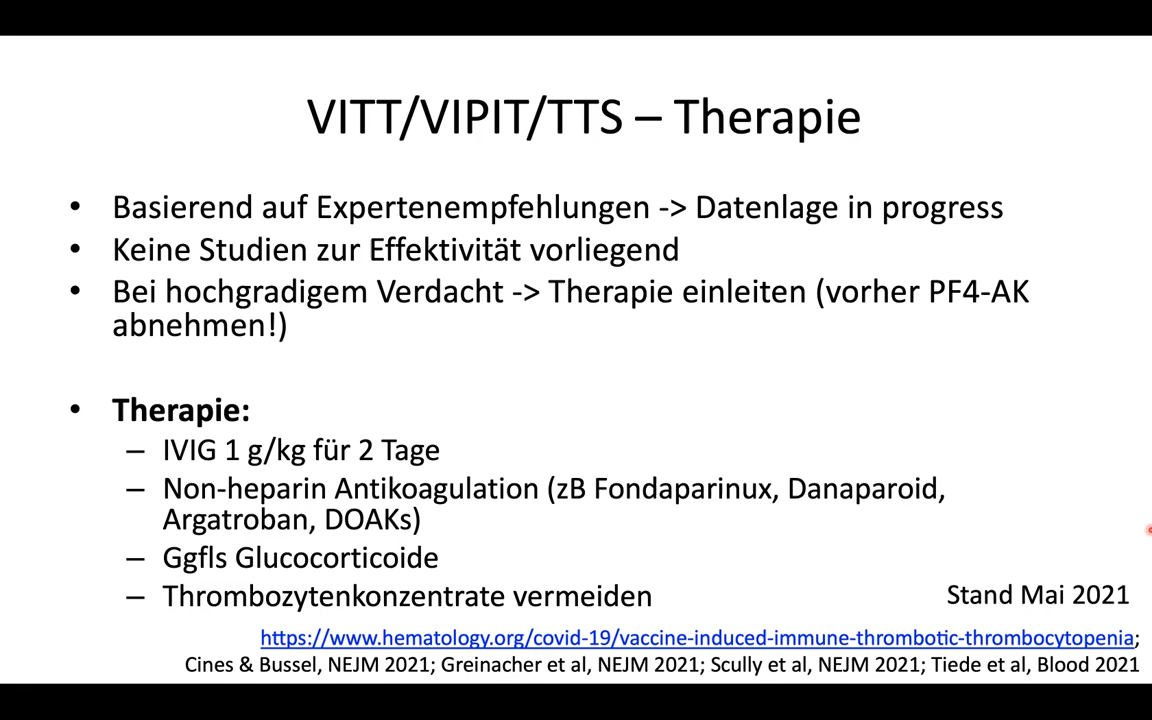 VITT/VIPIT/TTS – Therapie
• Basierend auf Expertenempfehlungen -> Datenlage in progress
• Keine Studien zur Effektivität vorliegend
• Bei hochgradigem Verdacht -> Therapie einleiten (vorher PF4-AK
abnehmen!)
• Therapie:
– IVIG 1 g/kg für 2 Tage
– Non-heparin Antikoagulation (zB Fondaparinux, Danaparoid,
Argatroban, DOAKs)
– Ggfls Glucocorticoide
– Thrombozytenkonzentrate vermeiden
Stand Mai 2021
https://www.hematology.org/covid-19/vaccine-induced-immune-thrombotic-thrombocytopenia;
Cines & Bussel, NEJM 2021; Greinacher et al, NEJM 2021; Scully et al, NEJM 2021; Tiede et al, Blood 2021